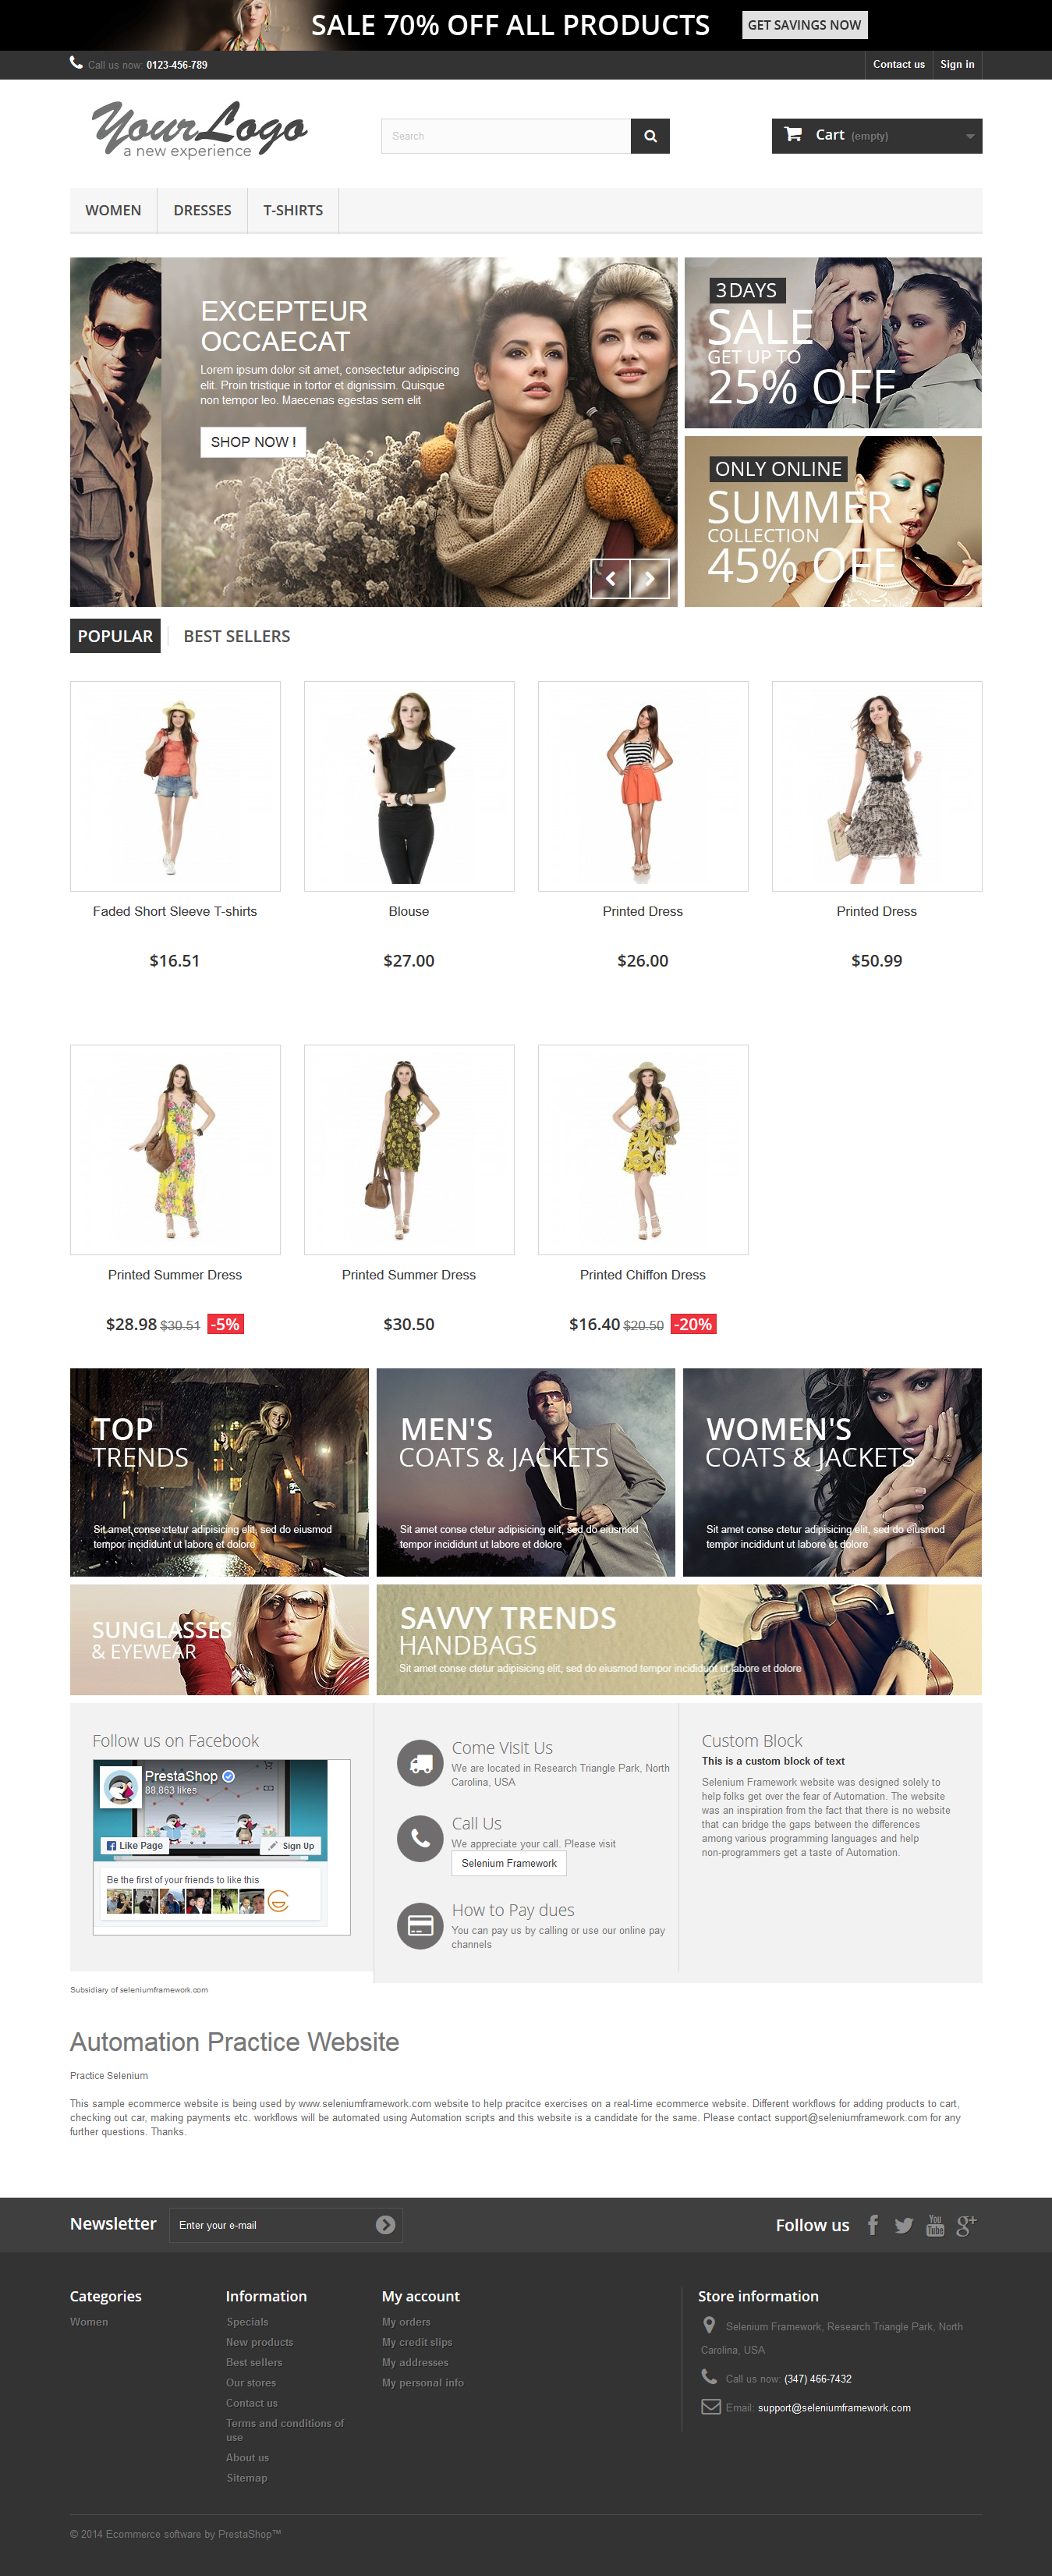 SALE 70% OFF ALL PRODUCTS
GET SAVINGS NOW
Call us now: 0123-456-789
Contact us
Sign in
YourLogo
a new experience
Search
Cart (empty)
WOMEN
DRESSES
T-SHIRTS
EXCEPTEUR
OCCAECAT
Lorem ipsum dolor sit amet, consectetur adipiscing
elit. Proin tristique in tortor et dignissim. Quisque
non tempor leo. Maecenas egestas sem elit
SHOP NOW !
3DAYS
SALE
GET UP TO
25% OFF
ONLY ONLINE
SUMMER
COLLECTION
45% OFF
POPULAR
BEST SELLERS
Faded Short Sleeve T-shirts
$16.51
Blouse
$27.00
Printed Dress
$26.00
Printed Dress
$50.99
Printed Summer Dress
$28.98 $30.51 -5%
Printed Summer Dress
$30.50
Printed Chiffon Dress
$16.40 $20.50 -20%
TOP
TRENDS
Sit amet conse ctetur adipisicing elit, sed do eiusmod
tempor incididunt ut labore et dolore
MEN'S
COATS & JACKETS
Sit amet conse ctetur adipisicing elit, sed do eiusmod
tempor incididunt ut labore et dolore
WOMEN'S
COATS & JACKETS
Sit amet conse ctetur adipisicing elit, sed do eiusmod
tempor incididunt ut labore et dolore
SUNGLASSES
& EYEWEAR
SAVVY TRENDS
HANDBAGS
Sit amet conse ctetur adipisicing elit, sed do eiusmod tempor incididunt ut labore et dolore
Follow us on Facebook
PrestaShop
88,863 likes
Like Page
Sign Up
Be the first of your friends to like this
Come Visit Us
We are located in Research Triangle Park, North
Carolina, USA
Call Us
We appreciate your call. Please visit
Selenium Framework
How to Pay dues
You can pay us by calling or use our online pay
channels
Custom Block
This is a custom block of text
Selenium Framework website was designed solely to
help folks get over the fear of Automation. The website
was an inspiration from the fact that there is no website
that can bridge the gaps between the differences
among various programming languages and help
non-programmers get a taste of Automation.
Subsidiary of seleniumframework.com
Automation Practice Website
Practice Selenium
This sample ecommerce website is being used by www.seleniumframework.com website to help pracitce exercises on a real-time ecommerce website. Different workflows for adding products to cart,
checking out car, making payments etc. workflows will be automated using Automation scripts and this website is a candidate for the same. Please contact support@seleniumframework.com for any
further questions. Thanks.
Newsletter
Enter your e-mail
Follow us
You
Tube
g+
Categories
Women
Information
Specials
New products
Best sellers
Our stores
Contact us
Terms and conditions of
use
About us
Sitemap
My account
My orders
My credit slips
My addresses
My personal info
Store information
Selenium Framework, Research Triangle Park, North
Carolina, USA
Call us now: (347) 466-7432
Email: support@seleniumframework.com
© 2014 Ecommerce software by PrestaShop™